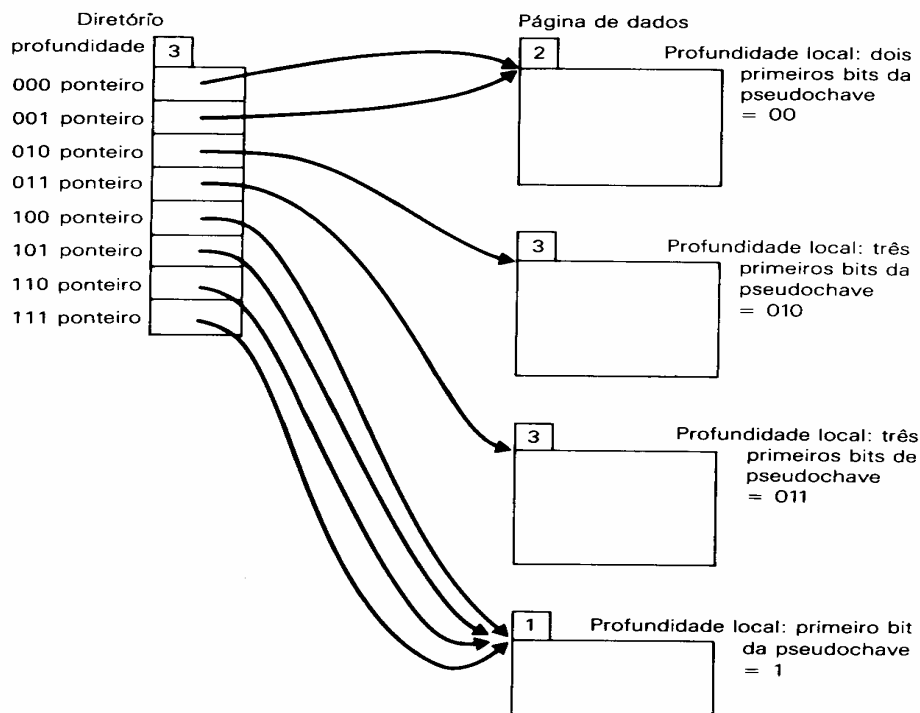 Diretório
profundidade 3
000 ponteiro
001 ponteiro
010 ponteiro
011 ponteiro
100 ponteiro
101 ponteiro
110 ponteiro
111 ponteiro
Página de dados
2
Profundidade local: dois
primeiros bits da
pseudochave
= 00
3
Profundidade local: três
primeiros bits da
pseudochave
= 010
3
Profundidade local: três
primeiros bits de
pseudochave
= 011
1
Profundidade local: primeiro bit
da pseudochave
= 1